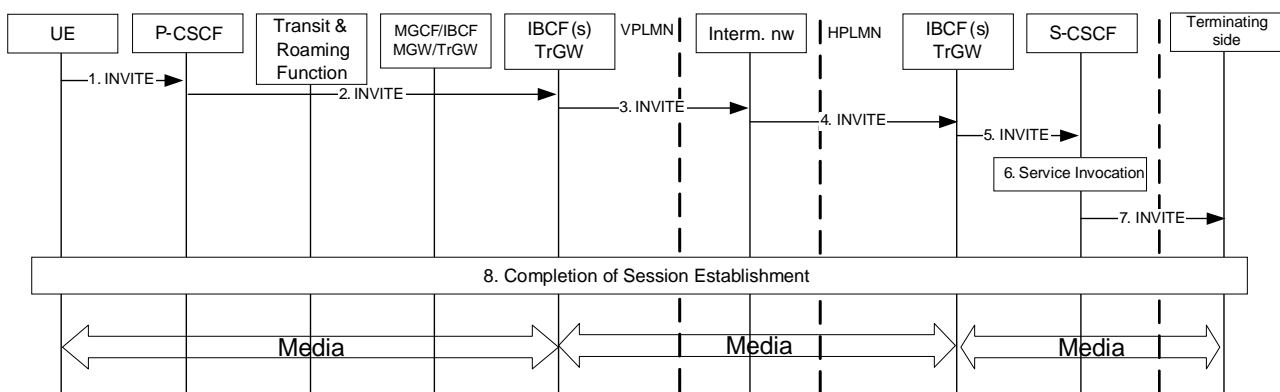 UE
P-CSCF
Transit &
Roaming
Function
MGCF/IBCF
MGW/TrGW
IBCF(s)
TrGW
VPLMN
Interm. nw
HPLMN
IBCF(s)
TrGW
S-CSCF
Terminating
side
1. INVITE
2. INVITE
3. INVITE
4. INVITE
5. INVITE
6. Service Invocation
7. INVITE
8. Completion of Session Establishment
Media
Media
Media